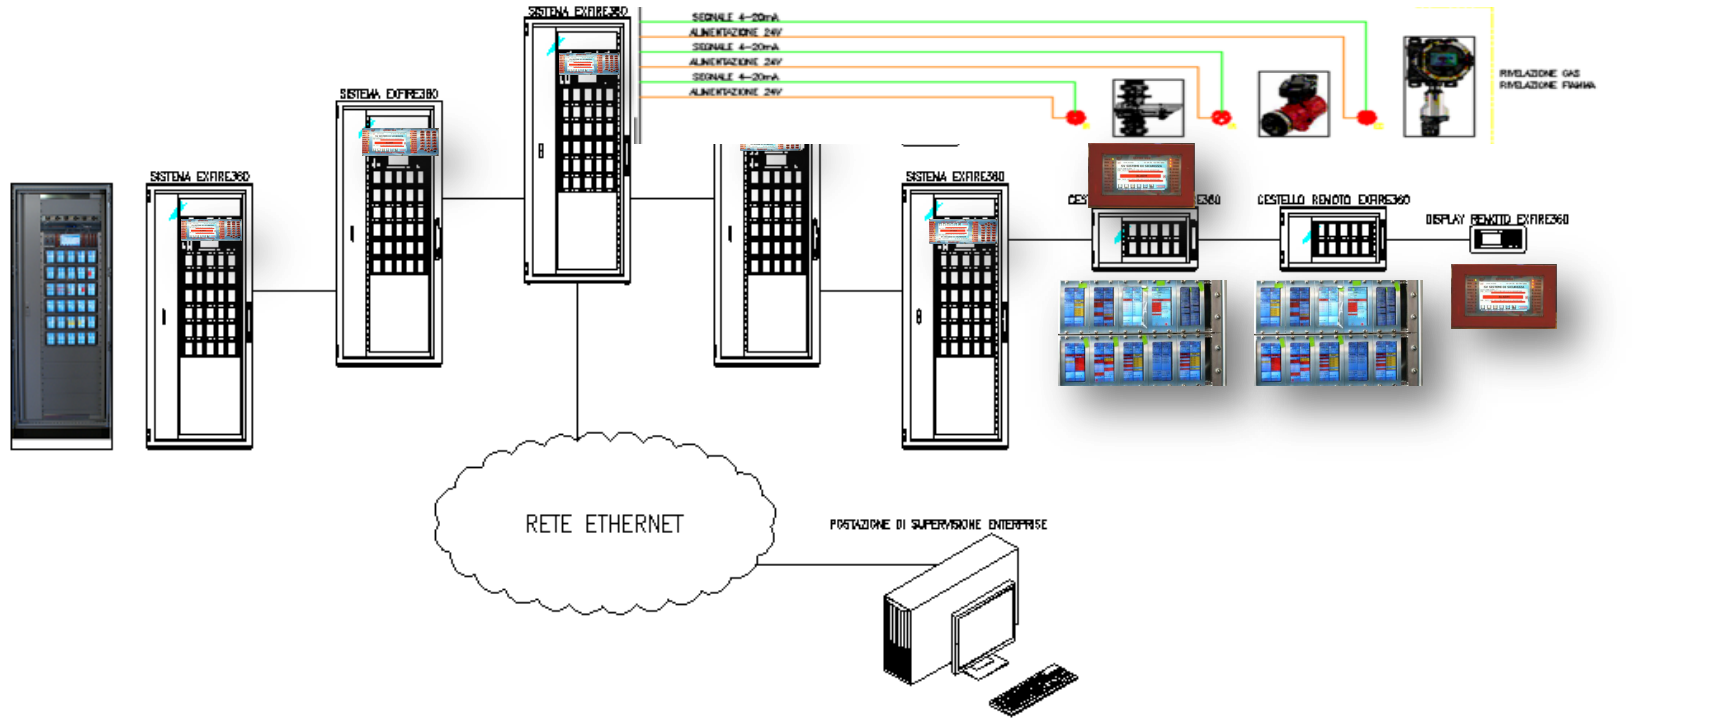 SISTEMA EXFIRE360
SEGNALE 4-20mA
ALIMENTAZIONE 24V
SEGNALE 4-20mA
ALIMENTAZIONE 24V
SEGNALE 4-20mA
ALIMENTAZIONE 24V
RIVELAZIONE GAS
RIVELAZIONE FIAMMA
SISTEMA EXFIRE360
SISTEMA EXFIRE360
SISTEMA EXFIRE360
CESTELLO REMOTO EXFIRE360
DISPLAY REMOTO EXFIRE360
RETE ETHERNET
POSTAZIONE DI SUPERVISIONE ENTERPRISE